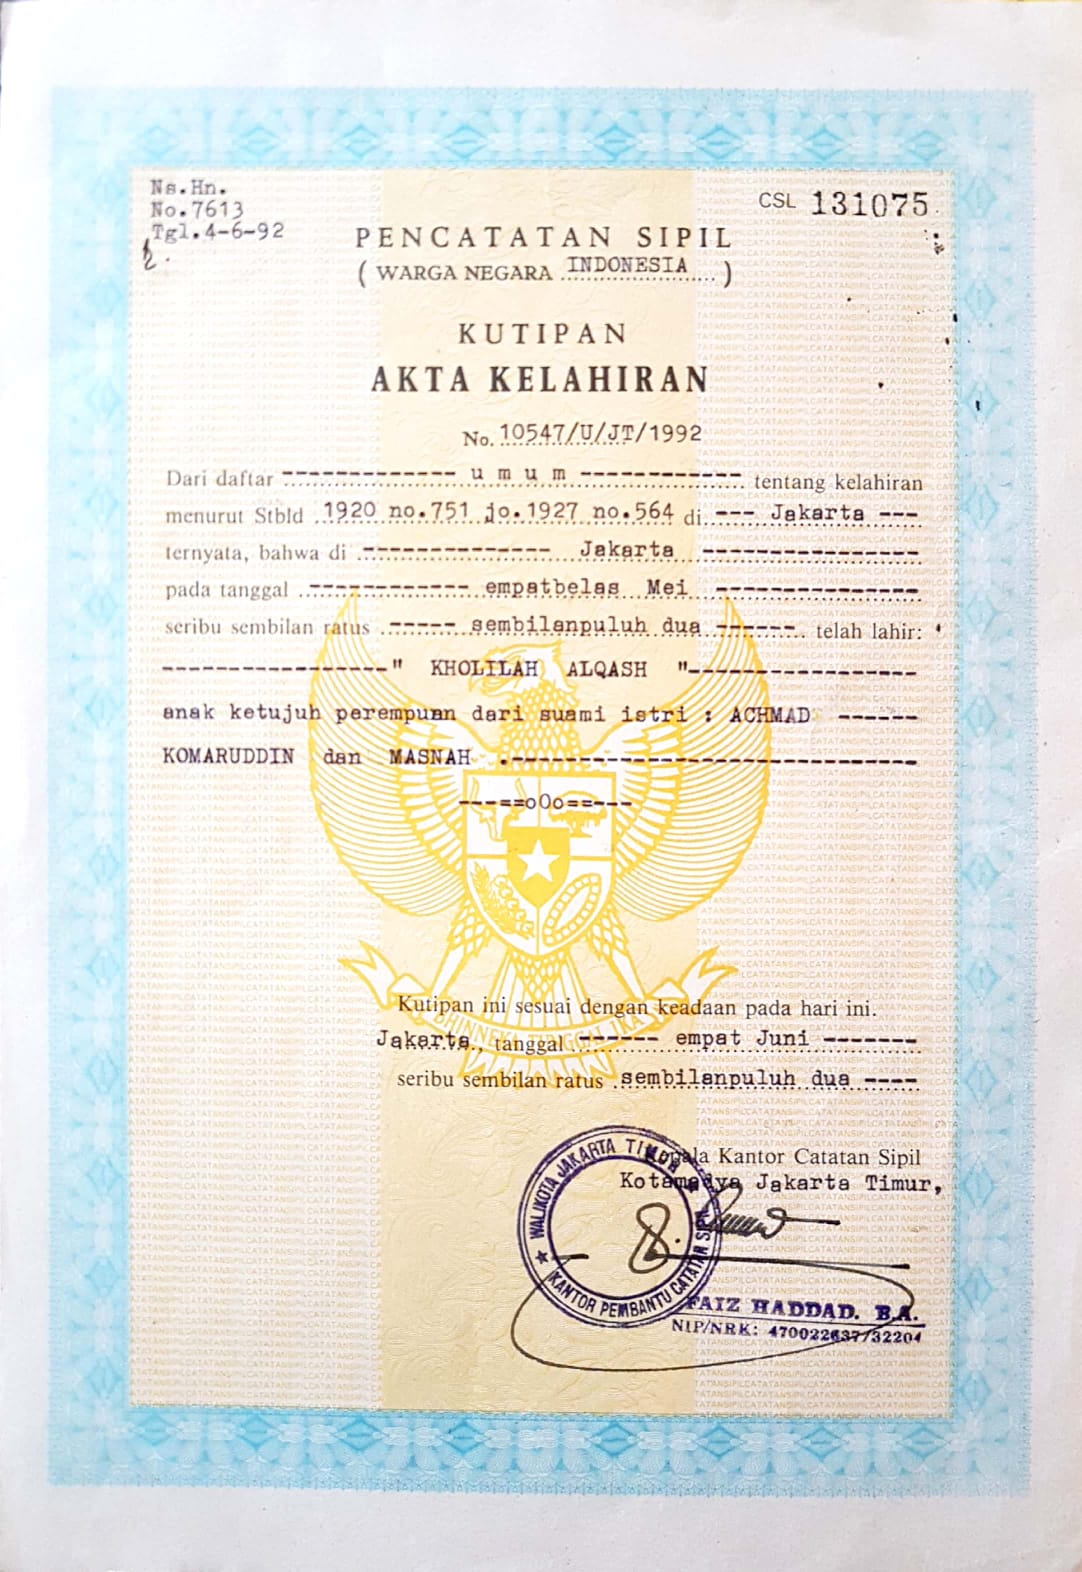 Ns.Hn.
No.7613
Tgl.4-6-92
CSL 131075
PENCATATAN SIPIL
( WARGA NEGARA INDONESIA )
KUTIPAN
AKTA KELAHIRAN
No. 10547/U/JT/1992
Dari daftar ------------- u m u m ------------ tentang kelahiran
menurut Stbld 1920 no.751 jo.1927 no.564 di --- Jakarta ---
ternyata, bahwa di -------------- Jakarta ----------------
pada tanggal ------------ empatbelas Mei ---------------
seribu sembilan ratus ----- sembilanpuluh dua ------ telah lahir:
-----------------" KHOLILAH ALQASH "-----------------
anak ketujuh perempuan dari suami istri : ACHMAD ------
KOMARUDDIN dan MASNAH .-------------------------------
---==oOo==---
BHINNEKA TUNGGAL IKA
Kutipan ini sesuai dengan keadaan pada hari ini.
Jakarta, tanggal ------ empat Juni -------
seribu sembilan ratus sembilanpuluh dua ----
Kepala Kantor Catatan Sipil
Kotamadya Jakarta Timur,
WALIKOTA JAKARTA TIMUR
KANTOR PEMBANTU CATATAN SIPIL
FAIZ HADDAD. B.A.
NIP/NRK: 470022637/32204